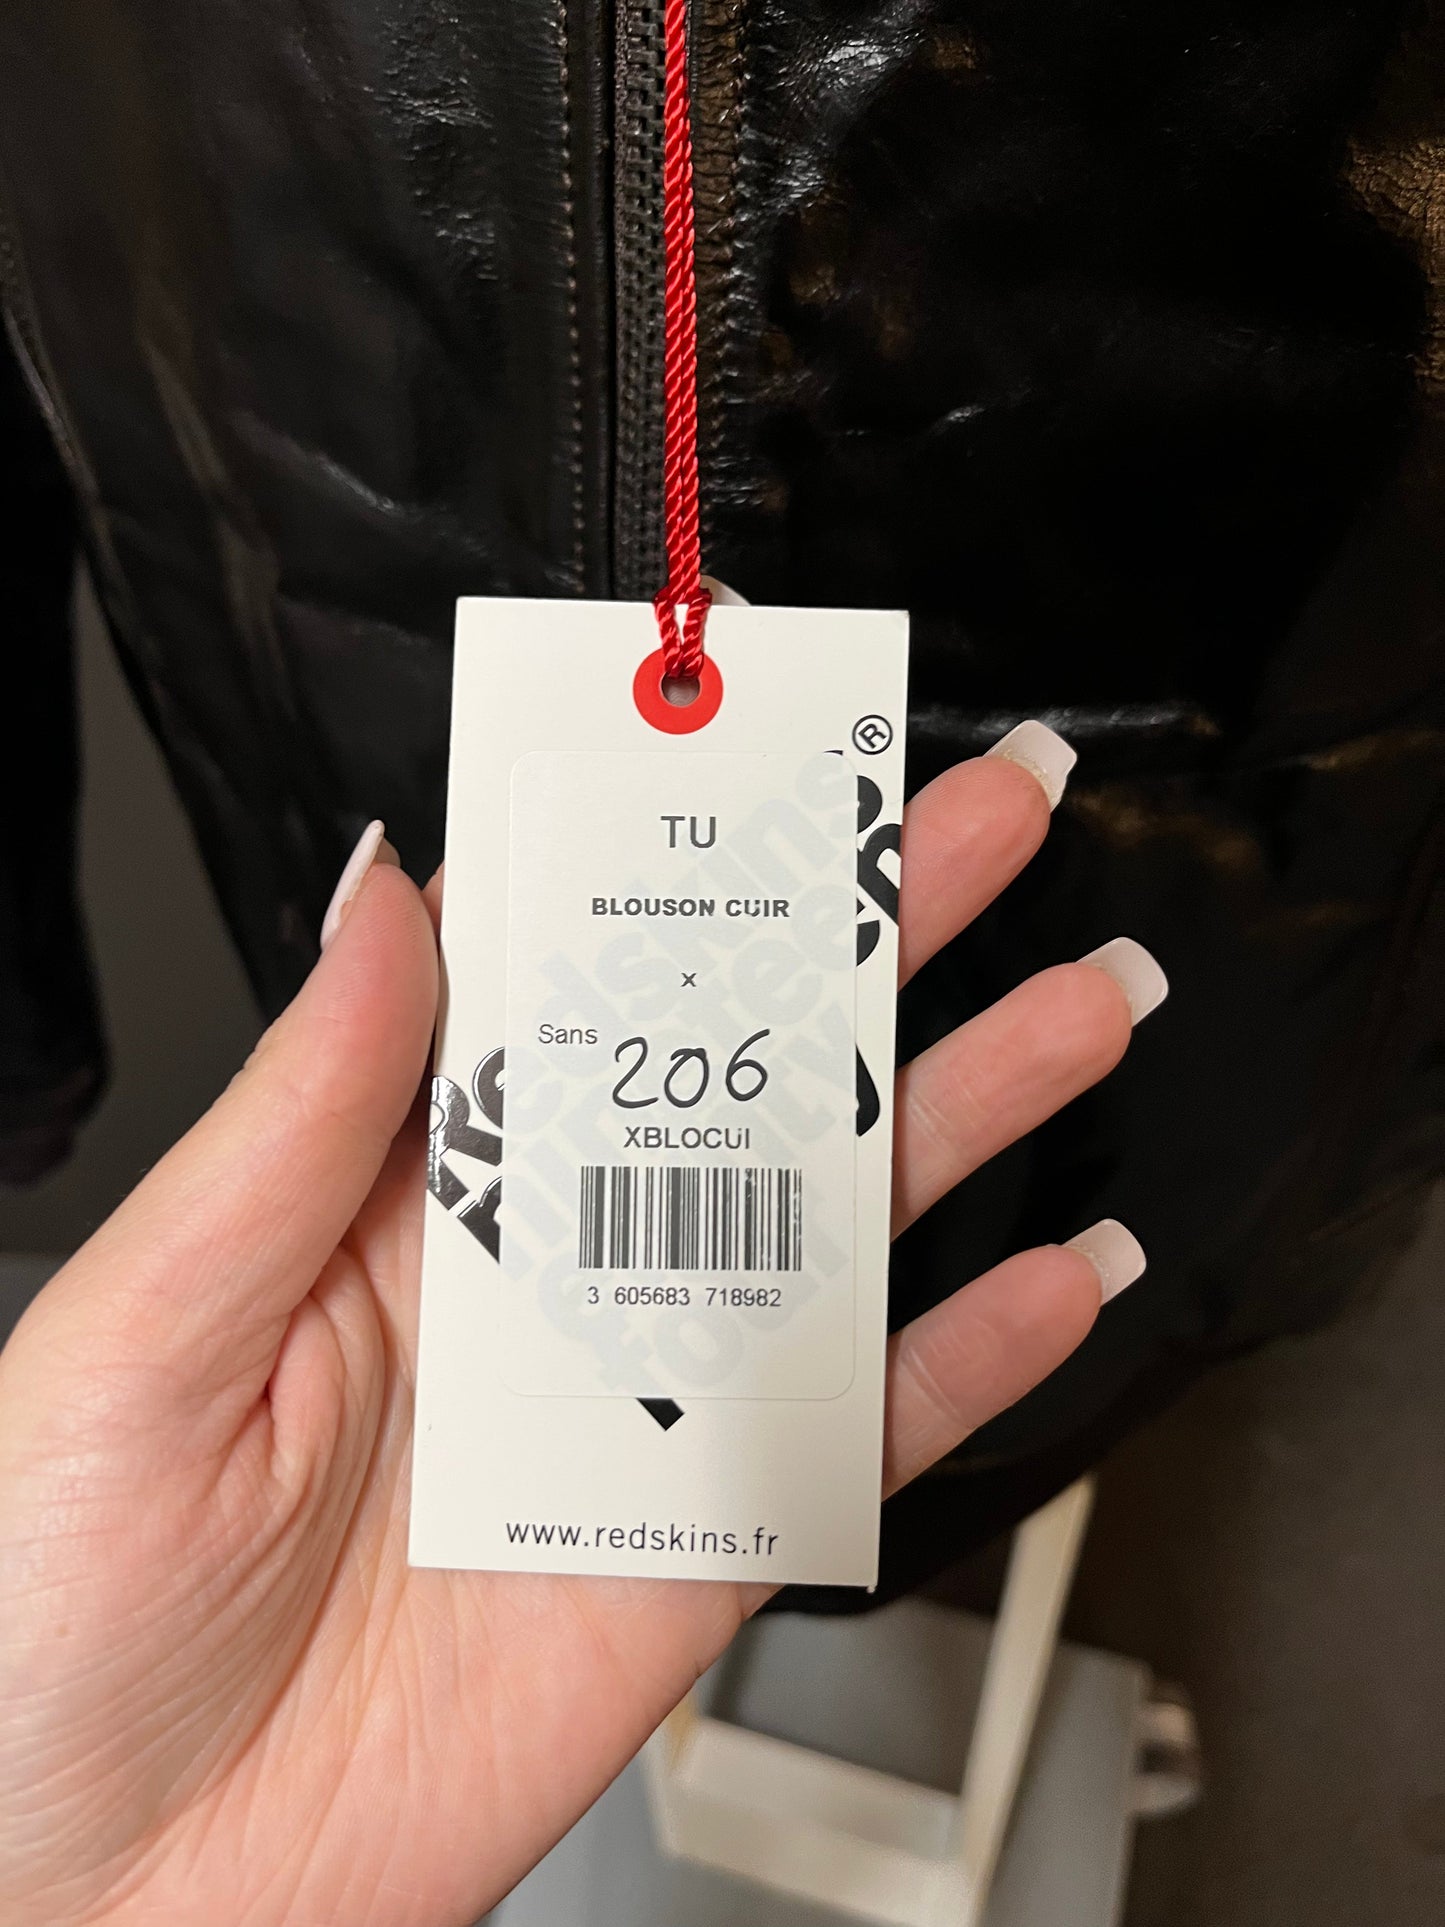 ®
TU
BLOUSON CUIR
x
Sans 206
XBLOCUI
3 605683 718982
www.redskins.fr